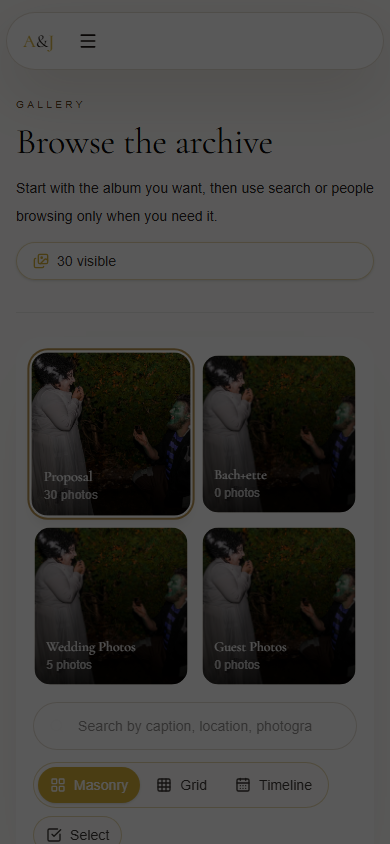 A&J
GALLERY
Browse the archive
Start with the album you want, then use search or people
browsing only when you need it.
30 visible
Proposal
30 photos
Bach+ette
0 photos
Wedding Photos
5 photos
Guest Photos
0 photos
Search by caption, location, photogra
Masonry
Grid
Timeline
Select